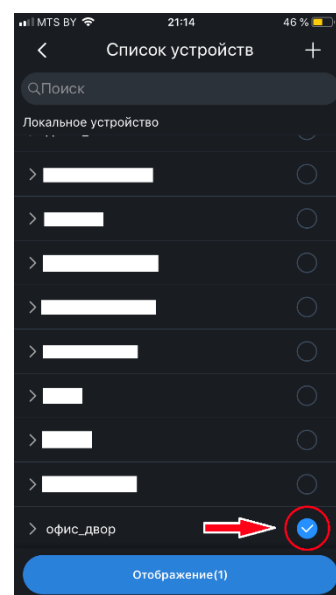 MTS BY 21:14 46 %
Список устройств
Поиск
Локальное устройство
офис_двор
Отображение(1)